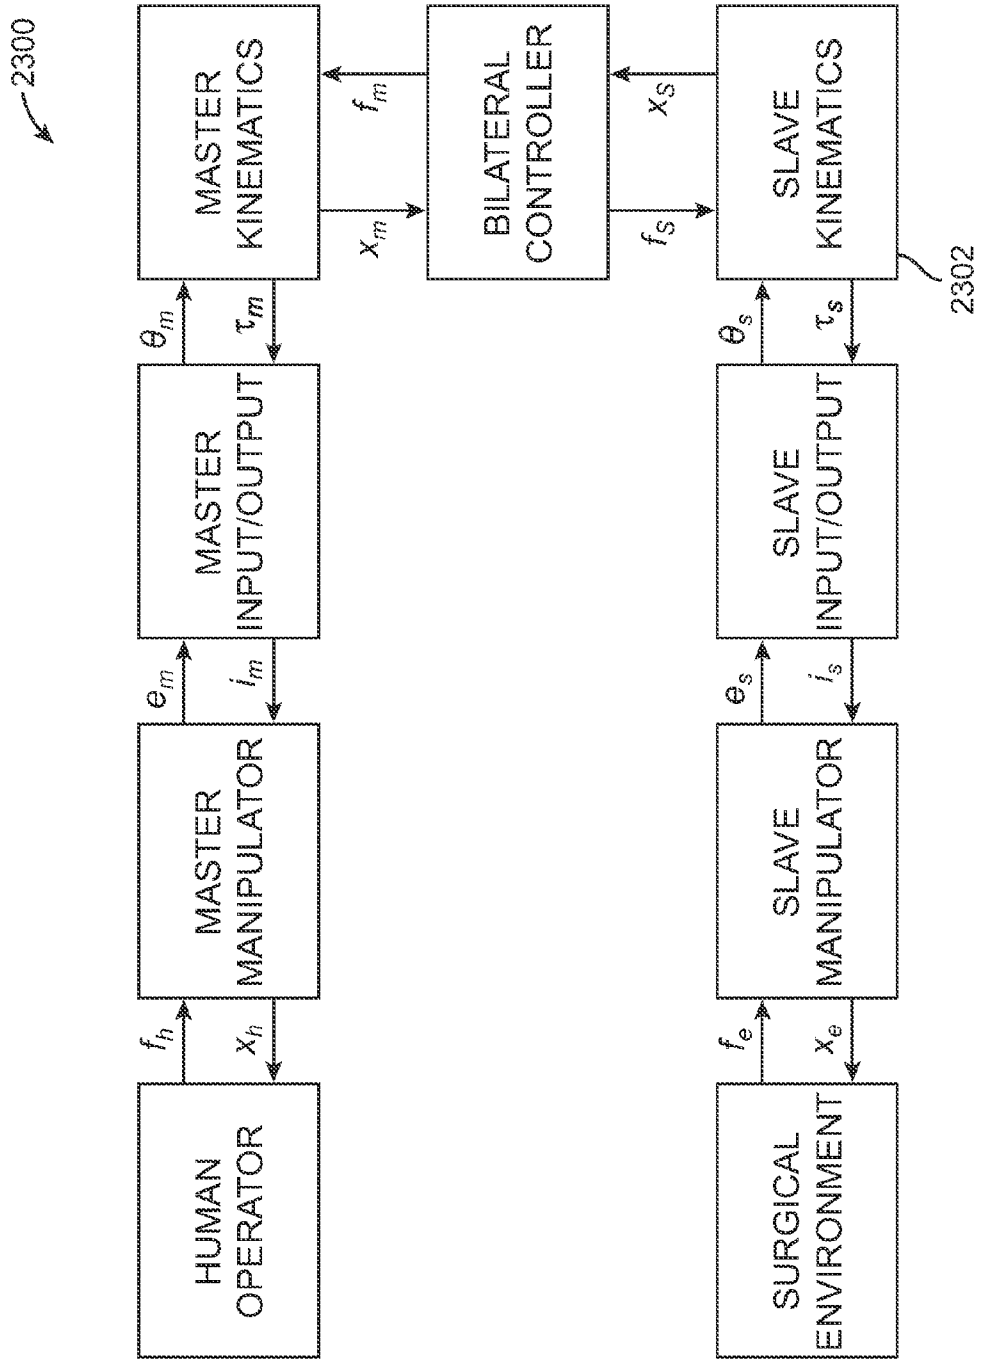 2300
HUMAN
OPERATOR
f_h
x_h
MASTER
MANIPULATOR
e_m
i_m
MASTER
INPUT/OUTPUT
θ_m
τ_m
MASTER
KINEMATICS
x_m
f_m
BILATERAL
CONTROLLER
f_S
x_S
SURGICAL
ENVIRONMENT
f_e
x_e
SLAVE
MANIPULATOR
e_s
i_s
SLAVE
INPUT/OUTPUT
θ_s
τ_s
SLAVE
KINEMATICS
2302